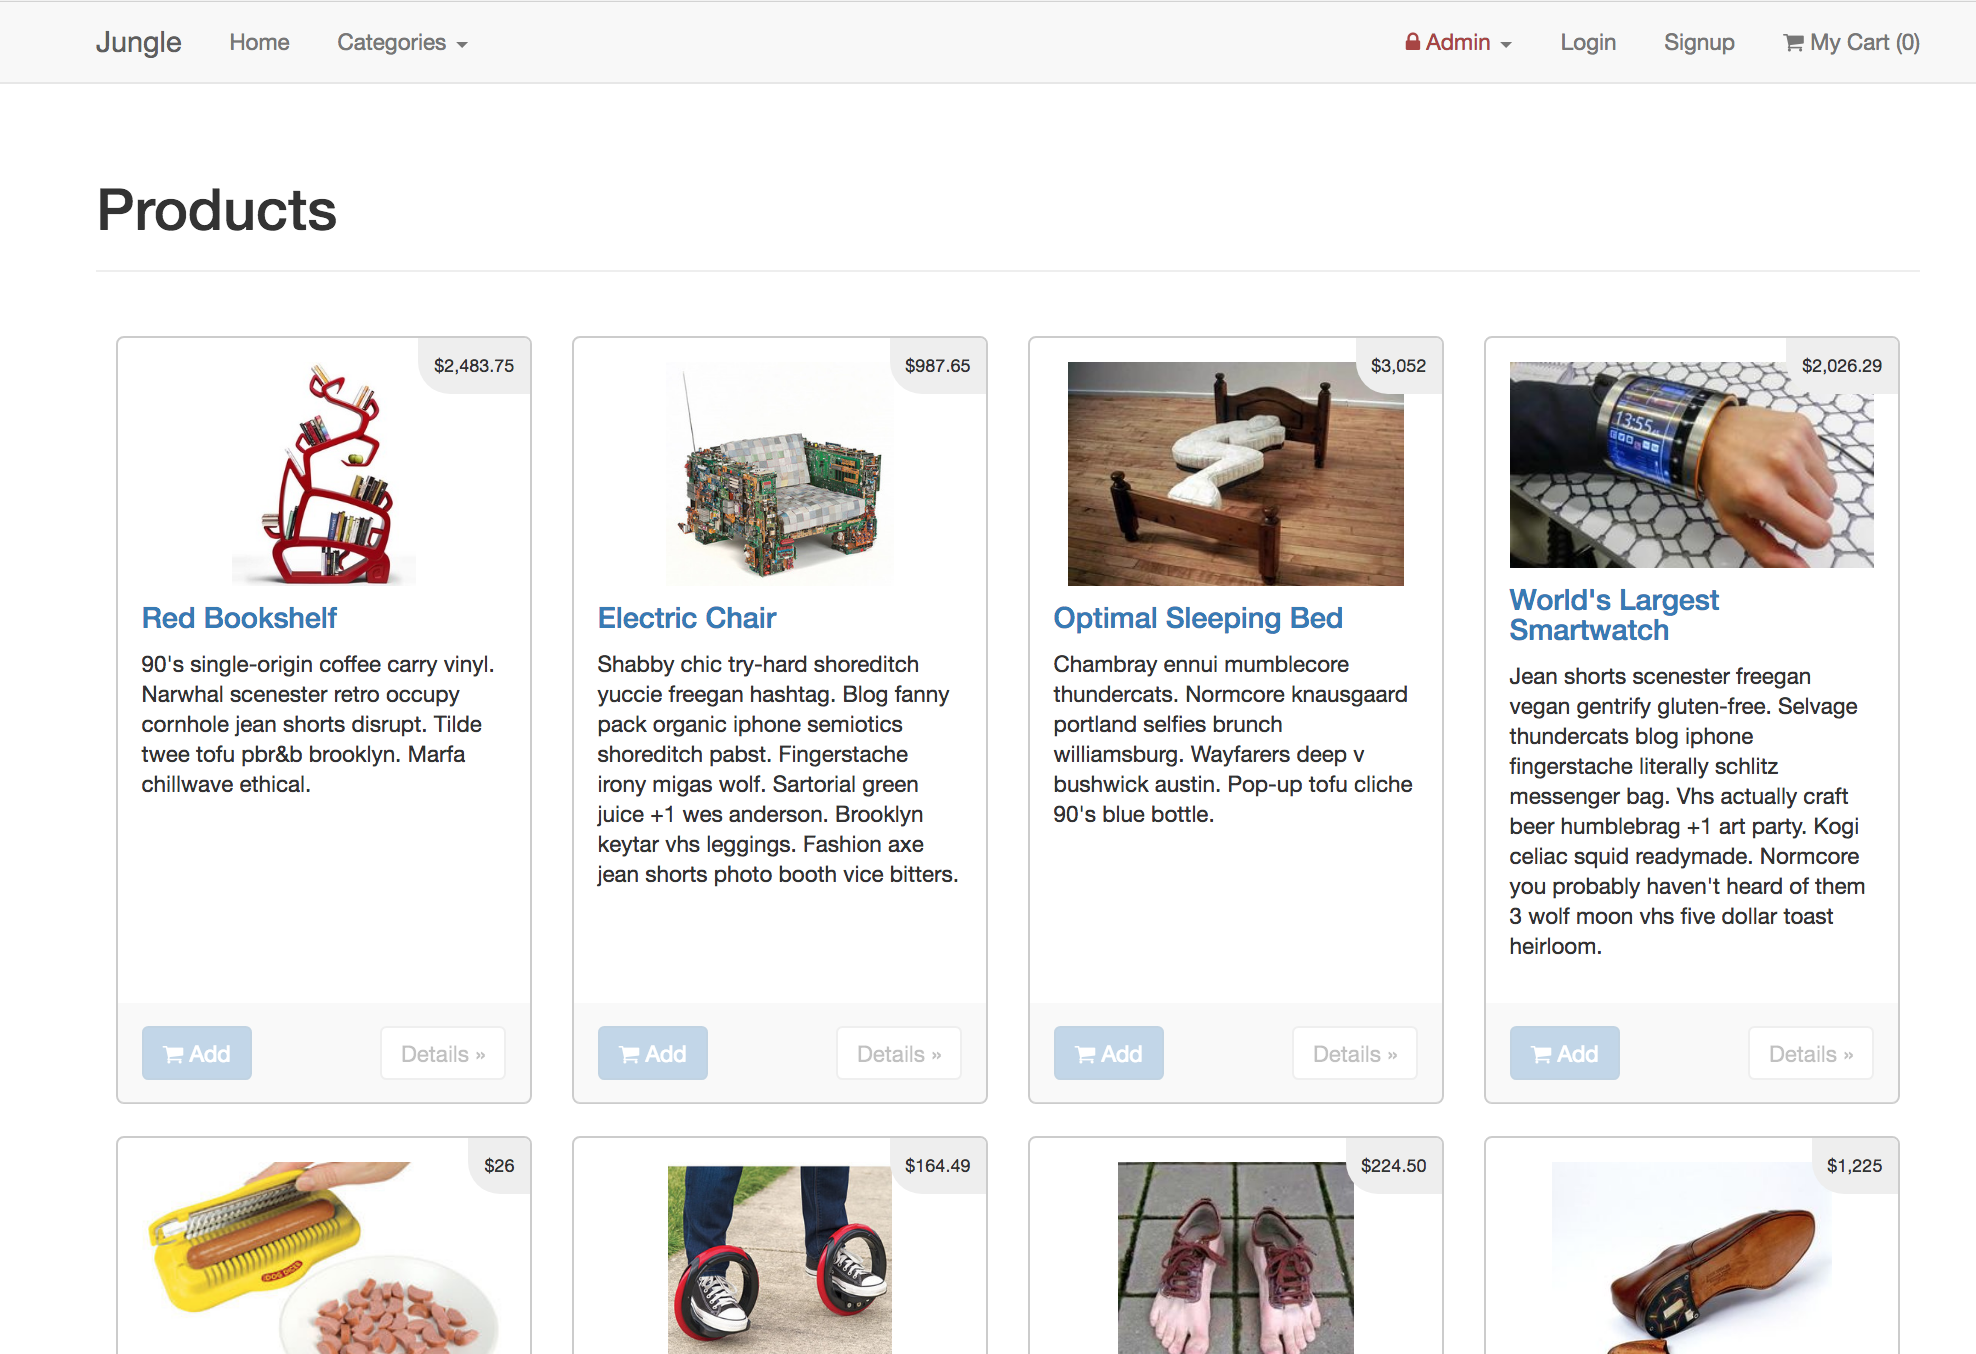 Jungle Home Categories Admin Login Signup My Cart (0)
Products
$2,483.75
Red Bookshelf
90's single-origin coffee carry vinyl.
Narwhal scenester retro occupy
cornhole jean shorts disrupt. Tilde
twee tofu pbr&b brooklyn. Marfa
chillwave ethical.
Add Details »
$987.65
Electric Chair
Shabby chic try-hard shoreditch
yuccie freegan hashtag. Blog fanny
pack organic iphone semiotics
shoreditch pabst. Fingerstache
irony migas wolf. Sartorial green
juice +1 wes anderson. Brooklyn
keytar vhs leggings. Fashion axe
jean shorts photo booth vice bitters.
Add Details »
$3,052
Optimal Sleeping Bed
Chambray ennui mumblecore
thundercats. Normcore knausgaard
portland selfies brunch
williamsburg. Wayfarers deep v
bushwick austin. Pop-up tofu cliche
90's blue bottle.
Add Details »
$2,026.29
13:55
World's Largest
Smartwatch
Jean shorts scenester freegan
vegan gentrify gluten-free. Selvage
thundercats blog iphone
fingerstache literally schlitz
messenger bag. Vhs actually craft
beer humblebrag +1 art party. Kogi
celiac squid readymade. Normcore
you probably haven't heard of them
3 wolf moon vhs five dollar toast
heirloom.
Add Details »
$26
$164.49
$224.50
$1,225